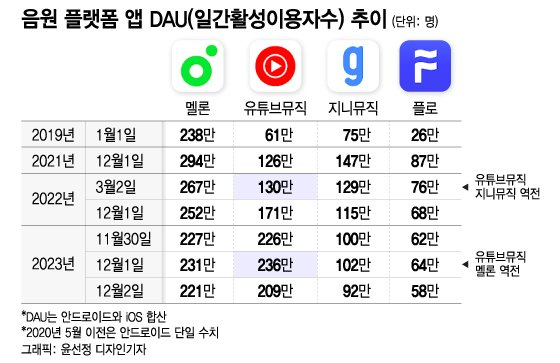 음원 플랫폼 앱 DAU(일간활성이용자수) 추이 (단위: 명)
멜론 유튜브뮤직 지니뮤직 플로
2019년 1월1일 238만 61만 75만 26만
2021년 12월1일 294만 126만 147만 87만
2022년 3월2일 267만 130만 129만 76만 ◀유튜브뮤직 지니뮤직 역전
12월1일 252만 171만 115만 68만
2023년 11월30일 227만 226만 100만 62만
12월1일 231만 236만 102만 64만 ◀유튜브뮤직 멜론 역전
12월2일 221만 209만 92만 58만
*DAU는 안드로이드와 iOS 합산
*2020년 5월 이전은 안드로이드 단일 수치
그래픽: 윤선정 디자인기자